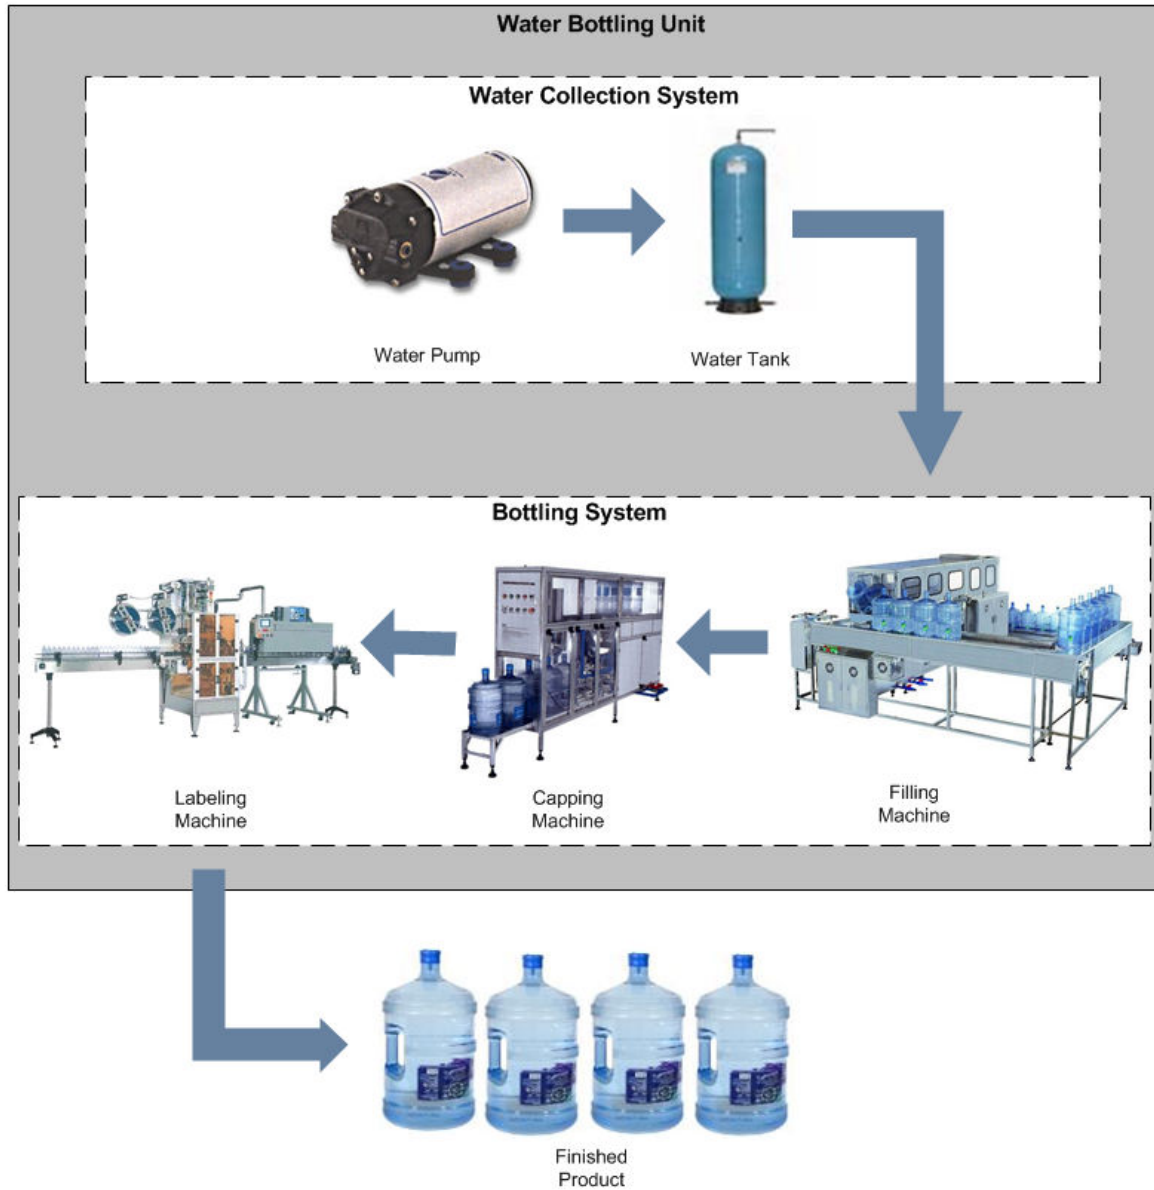 Water Bottling Unit
Water Collection System
Water Pump
Water Tank
Bottling System
Labeling
Machine
Capping
Machine
Filling
Machine
Finished
Product